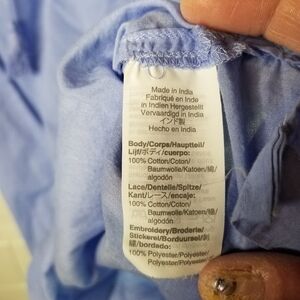 Made in India
Fabriqué en Inde
In Indien Hergestellt
Vervaardigd in India
インド製
Hecho en India
Body/Corps/Hauptteil/
Lijf/ボディ/cuerpo:
100% Cotton/Coton/
Baumwolle/Katoen/綿/
algodón
Lace/Dentelle/Spitze/
Kant/レース/encaje:
100% Cotton/Coton/
Baumwolle/Katoen/綿/
algodón
Embroidery/Broderie/
Stickerei/Borduursel/刺
繍/bordado:
100% Polyester/Polyester/
Polyester/Polyester/